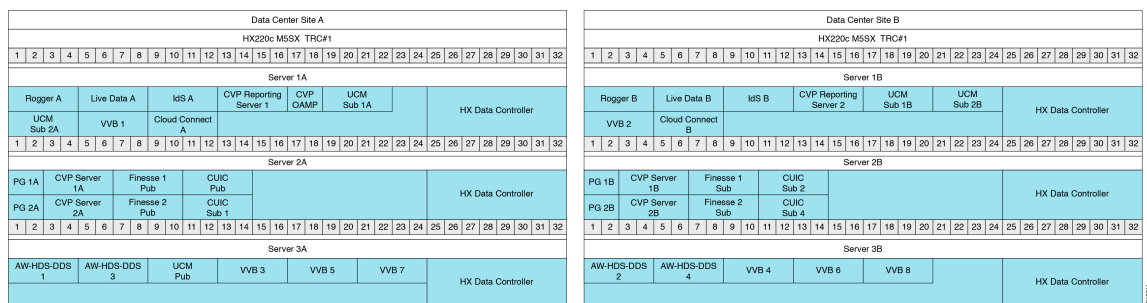 Data Center Site A
HX220c M5SX TRC#1
1 2 3 4 5 6 7 8 9 10 11 12 13 14 15 16 17 18 19 20 21 22 23 24 25 26 27 28 29 30 31 32
Server 1A
Rogger A
Live Data A
IdS A
CVP Reporting
Server 1
CVP
OAMP
UCM
Sub 1A
HX Data Controller
UCM
Sub 2A
VVB 1
Cloud Connect
A
1 2 3 4 5 6 7 8 9 10 11 12 13 14 15 16 17 18 19 20 21 22 23 24 25 26 27 28 29 30 31 32
Server 2A
PG 1A
CVP Server
1A
Finesse 1
Pub
CUIC
Pub
HX Data Controller
PG 2A
CVP Server
2A
Finesse 2
Pub
CUIC
Sub 1
1 2 3 4 5 6 7 8 9 10 11 12 13 14 15 16 17 18 19 20 21 22 23 24 25 26 27 28 29 30 31 32
Server 3A
AW-HDS-DDS
1
AW-HDS-DDS
3
UCM
Pub
VVB 3
VVB 5
VVB 7
HX Data Controller
Data Center Site B
HX220c M5SX TRC#1
1 2 3 4 5 6 7 8 9 10 11 12 13 14 15 16 17 18 19 20 21 22 23 24 25 26 27 28 29 30 31 32
Server 1B
Rogger B
Live Data B
IdS B
CVP Reporting
Server 2
UCM
Sub 1B
UCM
Sub 2B
HX Data Controller
VVB 2
Cloud Connect
B
1 2 3 4 5 6 7 8 9 10 11 12 13 14 15 16 17 18 19 20 21 22 23 24 25 26 27 28 29 30 31 32
Server 2B
PG 1B
CVP Server
1B
Finesse 1
Sub
CUIC
Sub 2
HX Data Controller
PG 2B
CVP Server
2B
Finesse 2
Sub
CUIC
Sub 4
1 2 3 4 5 6 7 8 9 10 11 12 13 14 15 16 17 18 19 20 21 22 23 24 25 26 27 28 29 30 31 32
Server 3B
AW-HDS-DDS
2
AW-HDS-DDS
4
VVB 4
VVB 6
VVB 8
HX Data Controller